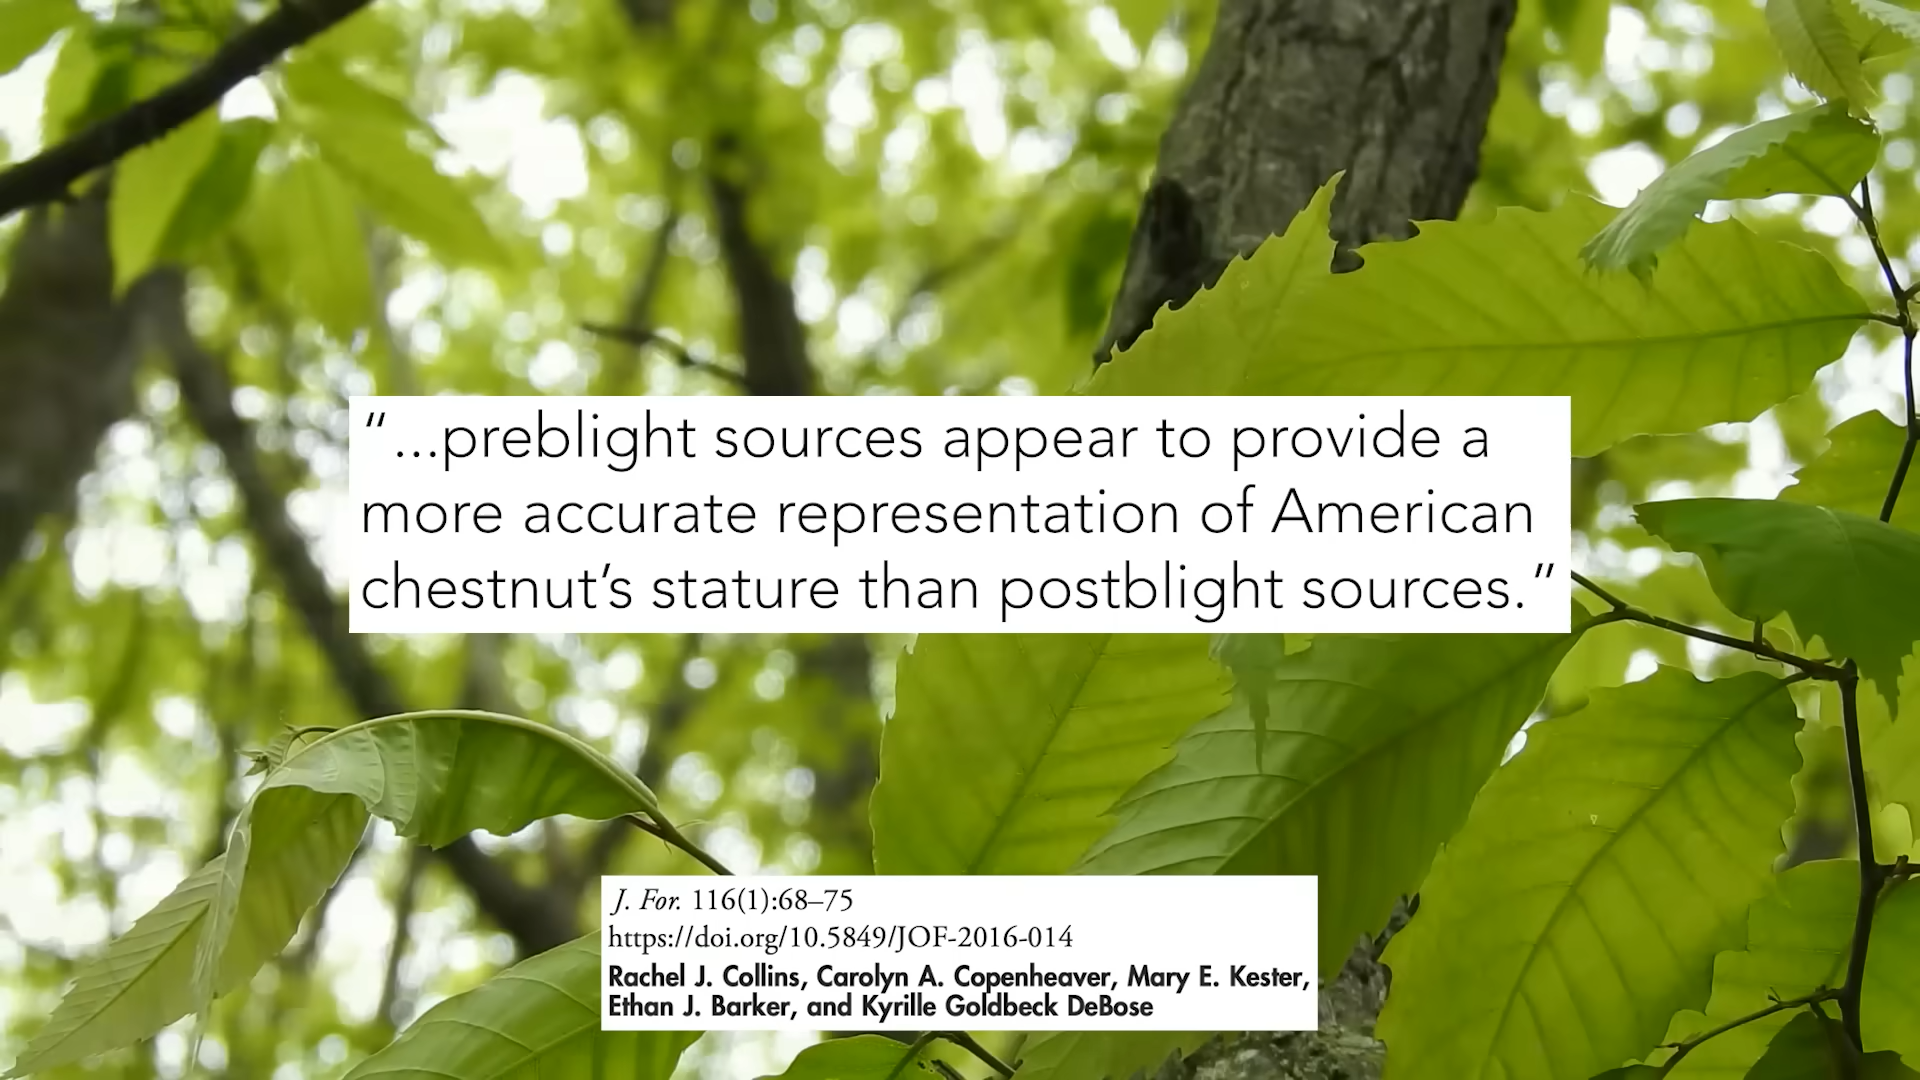 “...preblight sources appear to provide a
more accurate representation of American
chestnut’s stature than postblight sources.”
J. For. 116(1):68–75
https://doi.org/10.5849/JOF-2016-014
Rachel J. Collins, Carolyn A. Copenheaver, Mary E. Kester,
Ethan J. Barker, and Kyrille Goldbeck DeBose